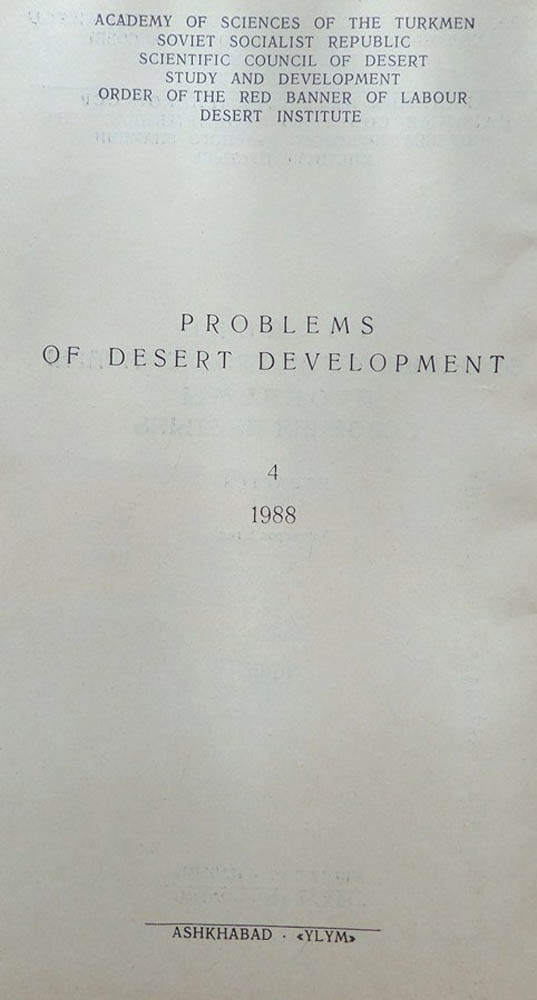 ACADEMY OF SCIENCES OF THE TURKMEN
SOVIET SOCIALIST REPUBLIC
SCIENTIFIC COUNCIL OF DESERT
STUDY AND DEVELOPMENT
ORDER OF THE RED BANNER OF LABOUR
DESERT INSTITUTE
PROBLEMS
OF DESERT DEVELOPMENT
4
1988
ASHKHABAD · «YLYM»